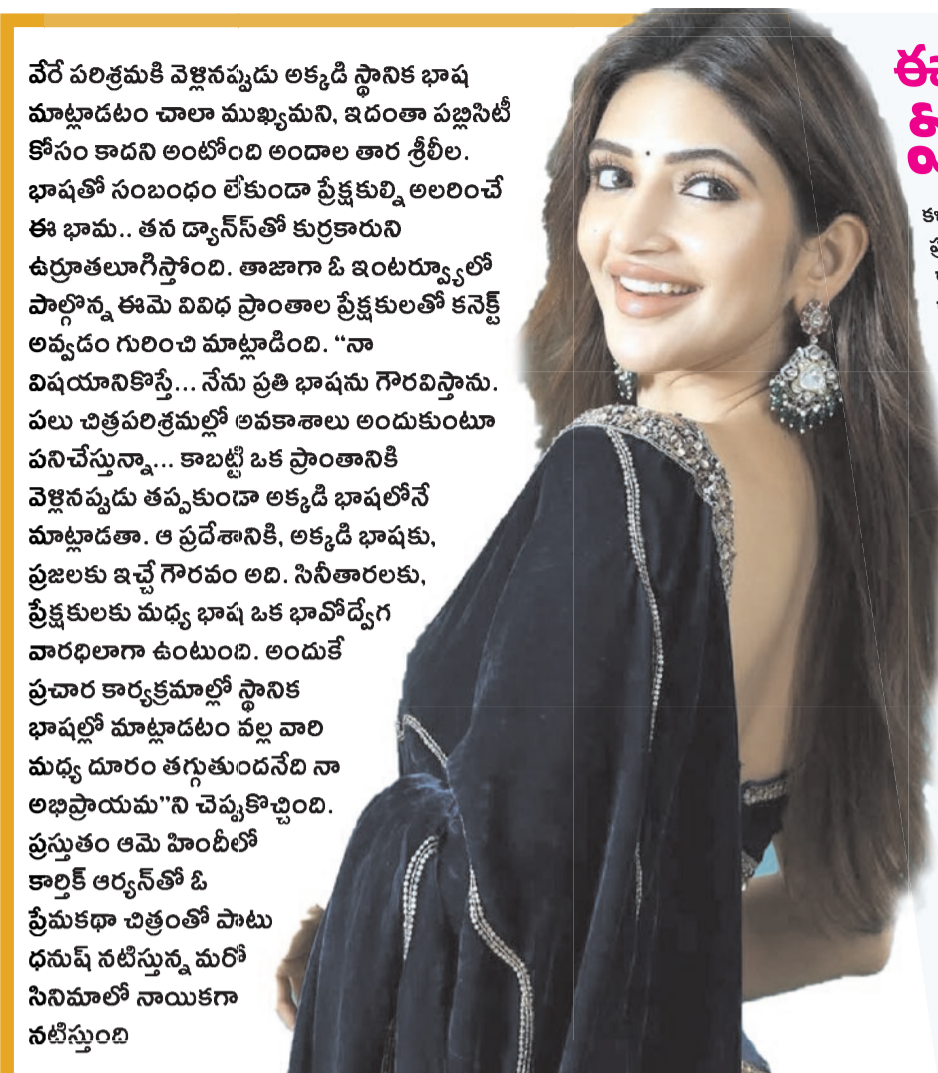 వేరే పరిశ్రమకి వెళ్లినప్పుడు అక్కడి స్థానిక భాష
మాట్లాడటం చాలా ముఖ్యమని, ఇదంతా పబ్లిసిటీ
కోసం కాదని అంటోంది అందాల తార శ్రీలీల.
భాషతో సంబంధం లేకుండా ప్రేక్షకుల్ని అలరించే
ఈ భామ.. తన డ్యాన్స్‌తో కుర్రకారుని
ఉర్రూతలూగిస్తోంది. తాజాగా ఓ ఇంటర్వ్యూలో
పాల్గొన్న ఈమె వివిధ ప్రాంతాల ప్రేక్షకులతో కనెక్ట్
అవ్వడం గురించి మాట్లాడింది. “నా
విషయానికొస్తే... నేను ప్రతి భాషను గౌరవిస్తాను.
పలు చిత్రపరిశ్రమల్లో అవకాశాలు అందుకుంటూ
పనిచేస్తున్నా... కాబట్టి ఒక ప్రాంతానికి
వెళ్లినప్పుడు తప్పకుండా అక్కడి భాషలోనే
మాట్లాడతా. ఆ ప్రదేశానికి, అక్కడి భాషకు,
ప్రజలకు ఇచ్చే గౌరవం అది. సినీతారలకు,
ప్రేక్షకులకు మధ్య భాష ఒక భావోద్వేగ
వారధిలాగా ఉంటుంది. అందుకే
ప్రచార కార్యక్రమాల్లో స్థానిక
భాషల్లో మాట్లాడటం వల్ల వారి
మధ్య దూరం తగ్గుతుందనేది నా
అభిప్రాయమ”ని చెప్పుకొచ్చింది.
ప్రస్తుతం ఆమె హిందీలో
కార్తిక్ ఆర్యన్‌తో ఓ
ప్రేమకథా చిత్రంతో పాటు
ధనుష్ నటిస్తున్న మరో
సినిమాలో నాయికగా
నటిస్తుంది